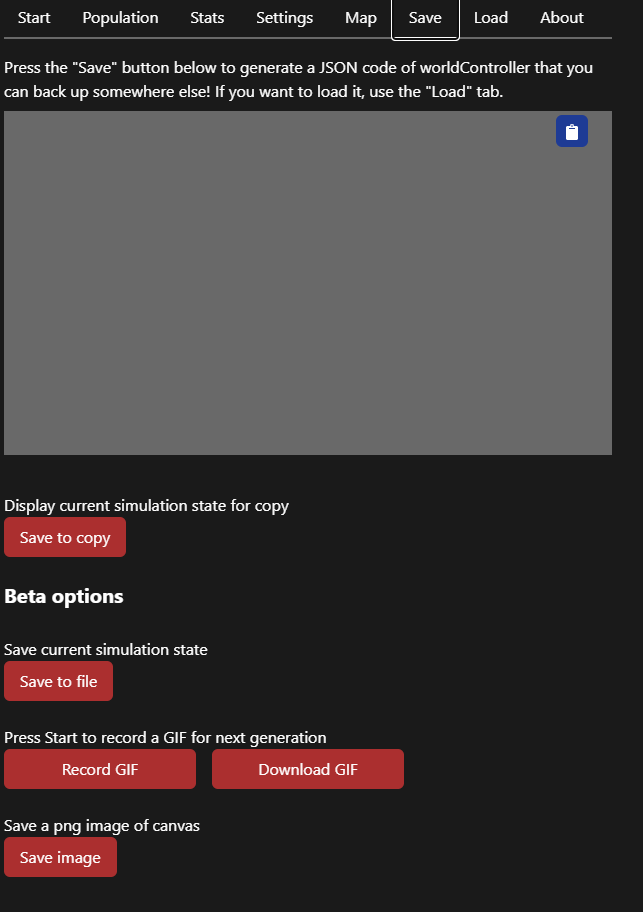 Start Population Stats Settings Map Save Load About
Press the "Save" button below to generate a JSON code of worldController that you
can back up somewhere else! If you want to load it, use the "Load" tab.
Display current simulation state for copy
Save to copy
Beta options
Save current simulation state
Save to file
Press Start to record a GIF for next generation
Record GIF Download GIF
Save a png image of canvas
Save image